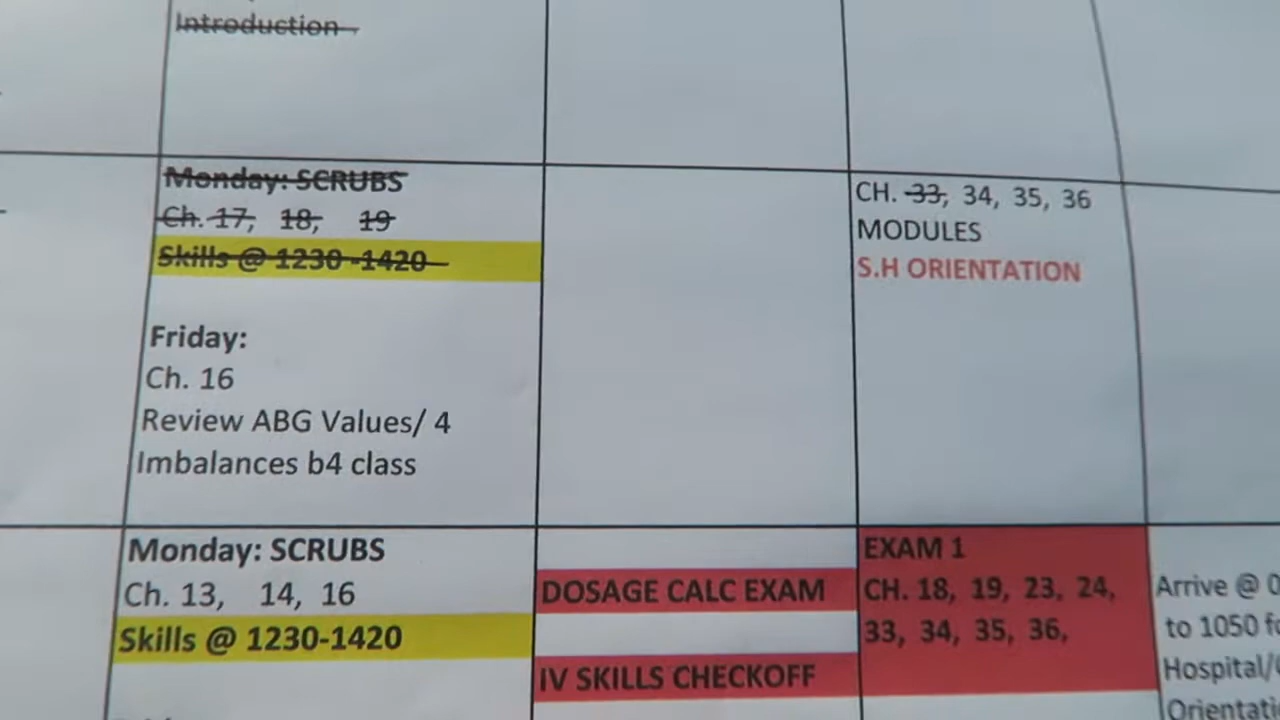 Introduction
Monday: SCRUBS
Ch. 17, 18, 19
Skills @ 1230 -1420
Friday:
Ch. 16
Review ABG Values/ 4
Imbalances b4 class
CH. 33, 34, 35, 36
MODULES
S.H ORIENTATION
Monday: SCRUBS
Ch. 13, 14, 16
Skills @ 1230-1420
DOSAGE CALC EXAM
IV SKILLS CHECKOFF
EXAM 1
CH. 18, 19, 23, 24,
33, 34, 35, 36,
Arrive @
to 1050
Hospital/